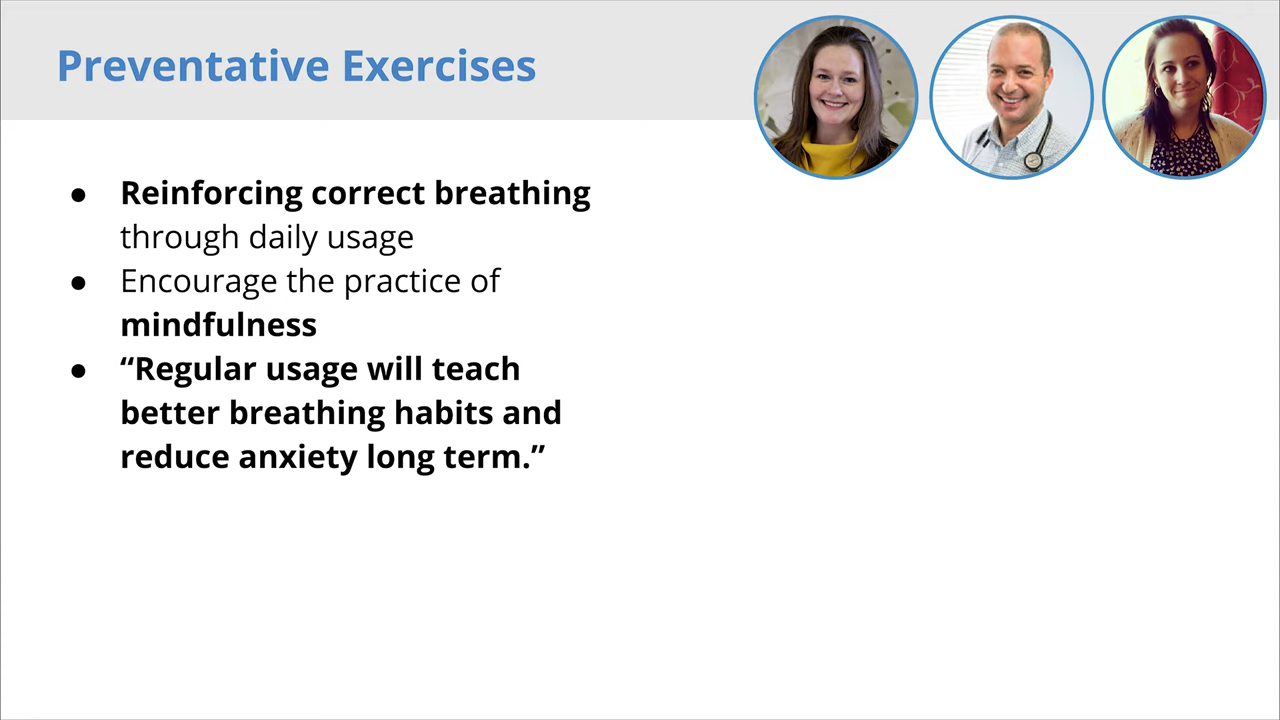 Preventative Exercises
● Reinforcing correct breathing
through daily usage
● Encourage the practice of
mindfulness
● “Regular usage will teach
better breathing habits and
reduce anxiety long term.”